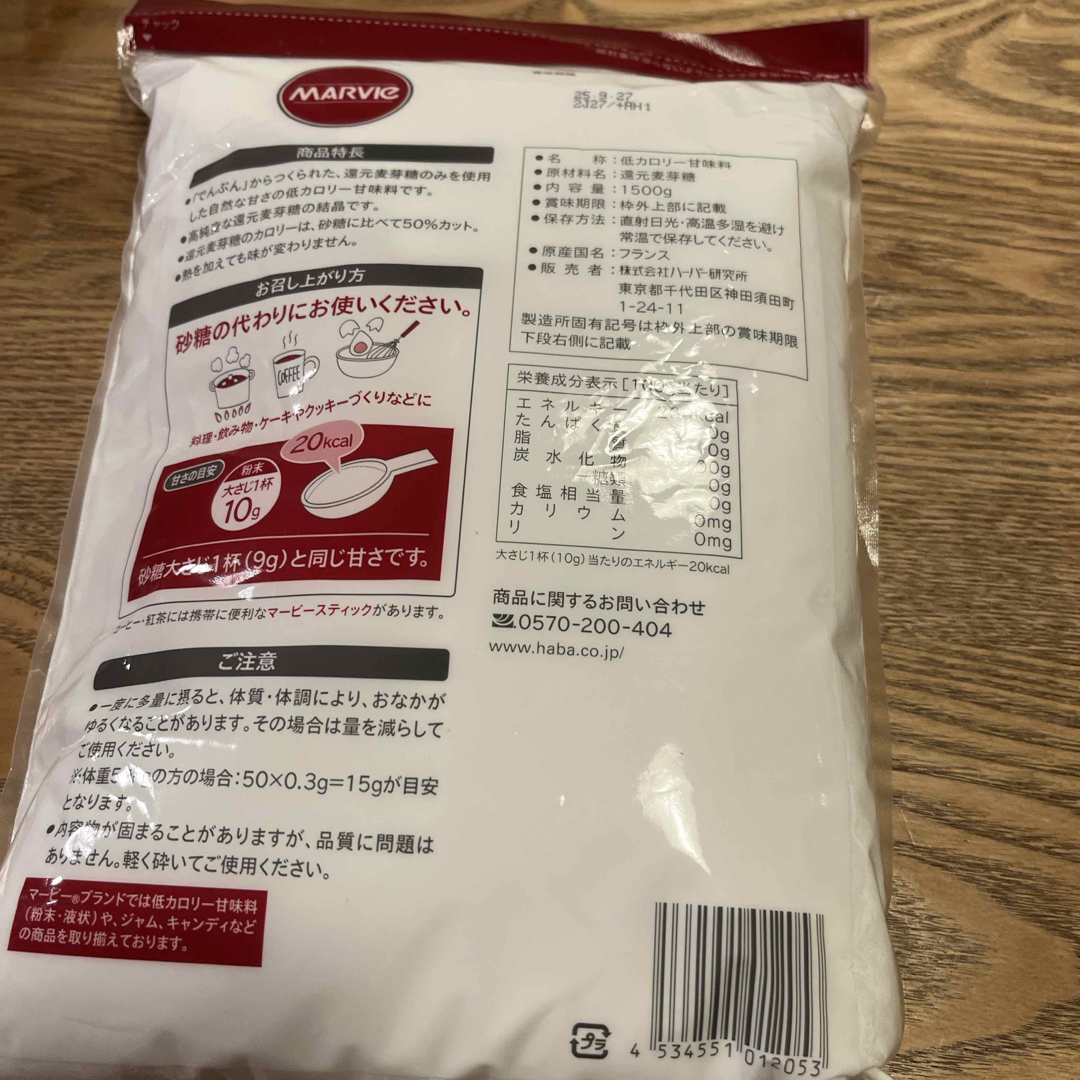 チャック
MARVIE
25.9.27
2J27/+AH1
商品特長
●「でんぷん」からつくられた、還元麦芽糖のみを使用
した自然な甘さの低カロリー甘味料です。
●高純度な還元麦芽糖の結晶です。
●還元麦芽糖のカロリーは、砂糖に比べて50%カット。
●熱を加えても味が変わりません。
お召し上がり方
砂糖の代わりにお使いください。
COFFEE
料理・飲み物・ケーキやクッキーづくりなどに
20kcal
甘さの目安
粉末
大さじ1杯
10g
砂糖大さじ1杯(9g)と同じ甘さです。
コーヒー・紅茶には携帯に便利なマービースティックがあります。
ご注意
●一度に多量に摂ると、体質・体調により、おなかが
ゆるくなることがあります。その場合は量を減らして
ご使用ください。
※体重5 の方の場合:50×0.3g=15gが目安
となります。
●内容物が固まることがありますが、品質に問題は
ありません。軽く砕いてご使用ください。
マービー®ブランドでは低カロリー甘味料
(粉末・液状)や、ジャム、キャンディなど
の商品を取り揃えております。
●名 称:低カロリー甘味料
●原材料名:還元麦芽糖
●内容量:1500g
●賞味期限:枠外上部に記載
●保存方法:直射日光・高温多湿を避け
常温で保存してください。
●原産国名:フランス
●販売者:株式会社ハーバー研究所
東京都千代田区神田須田町
1-24-11
製造所固有記号は枠外上部の賞味期限
下段右側に記載
栄養成分表示[1 当たり]
エネルギー kcal
たんぱく 0g
脂 質 0g
炭水化物 0g
糖類 0g
食塩相当量 0g
カリウム 0mg
リン 0mg
大さじ1杯(10g)当たりのエネルギー20kcal
商品に関するお問い合わせ
0570-200-404
www.haba.co.jp/
プラ
4 534551 012053